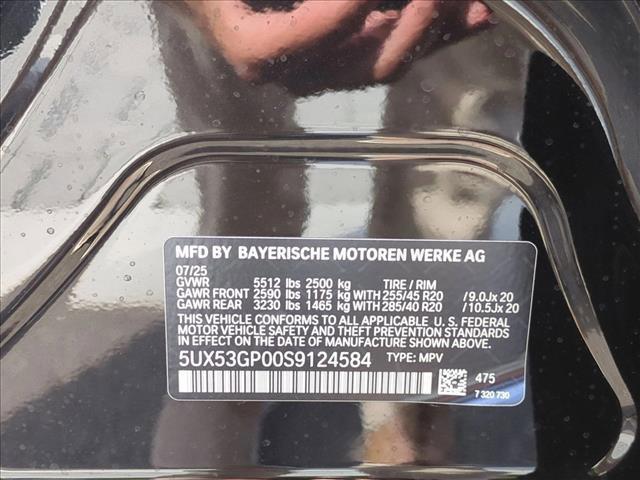 MFD BY BAYERISCHE MOTOREN WERKE AG
07/25
GVWR 5512 lbs 2500 kg TIRE / RIM
GAWR FRONT 2590 lbs 1175 kg WITH 255/45 R20 /9.0Jx 20
GAWR REAR 3230 lbs 1465 kg WITH 285/40 R20 /10.5Jx 20
THIS VEHICLE CONFORMS TO ALL APPLICABLE U. S. FEDERAL
MOTOR VEHICLE SAFETY AND THEFT PREVENTION STANDARDS
IN EFFECT ON THE DATE OF MANUFACTURE SHOWN ABOVE.
5UX53GP00S9124584 TYPE: MPV
475
7 320 730